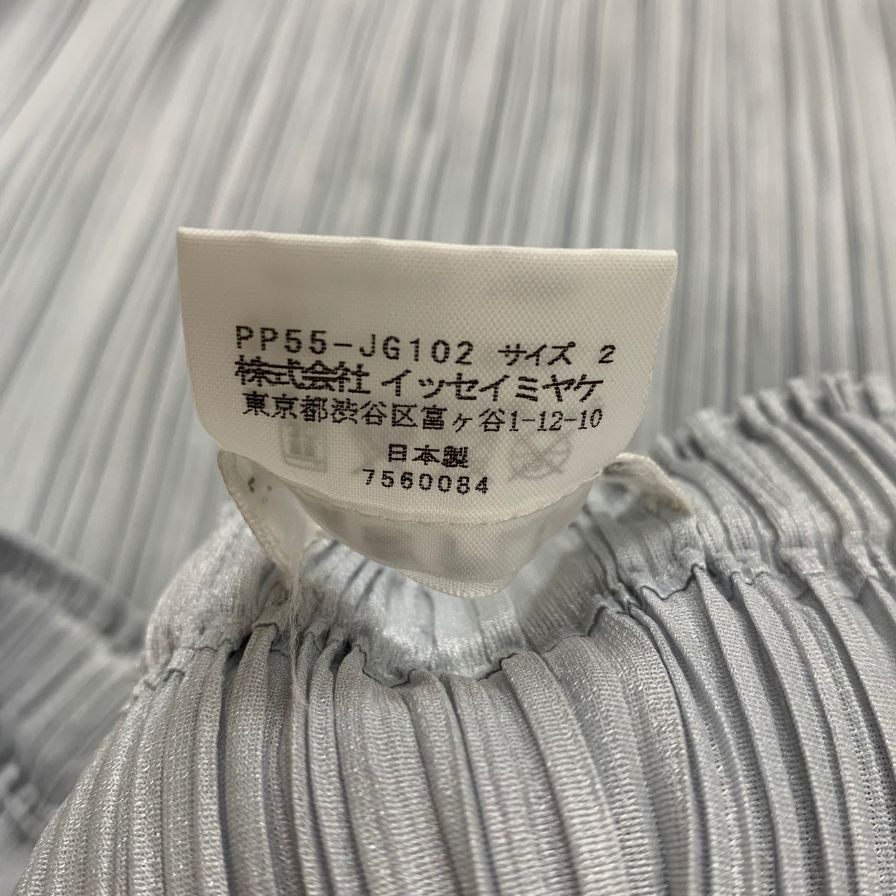 PP55-JG102 サイズ 2
株式会社 イッセイミヤケ
東京都渋谷区富ヶ谷1-12-10
日本製
7560084